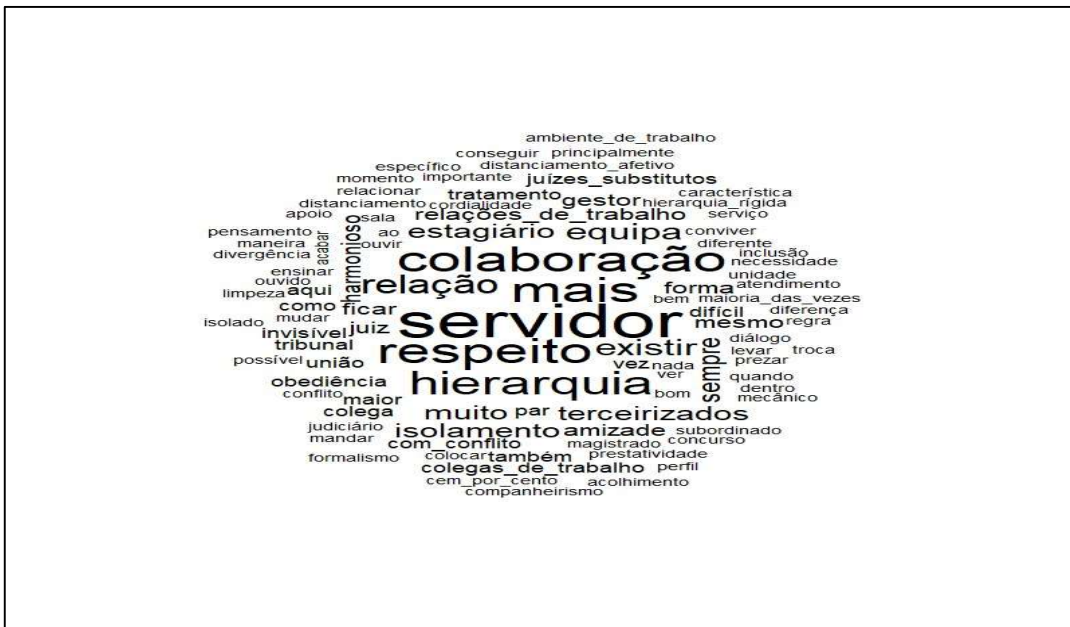 ambiente_de_trabalho
conseguir principalmente
específico distanciamento_afetivo
momento importante juízes_substitutos
relacionar tratamento característica
distanciamento cordialidade gestor hierarquia_rígida
apoio sala relações_de_trabalho serviço
pensamento ao estagiário equipa conviver
maneira acabar harmonioso ouvir diferente
divergência colaboração inclusão
necessidade
ensinar relação mais unidade
ouvido forma atendimento
limpeza aqui bem maioria_das_vezes
como ficar servidor difícil diferença
isolado mudar mesmo regra
invisível juiz
tribunal respeito existir sempre diálogo
possível união vez nada levar troca
ver prezar
obediência hierarquia quando
conflito maior bom dentro
mecânico
colega muito par terceirizados
judiciário isolamento amizade subordinado
mandar com_conflito magistrado concurso
formalismo colocar também prestatividade
colegas_de_trabalho perfil
cem_por_cento acolhimento
companheirismo